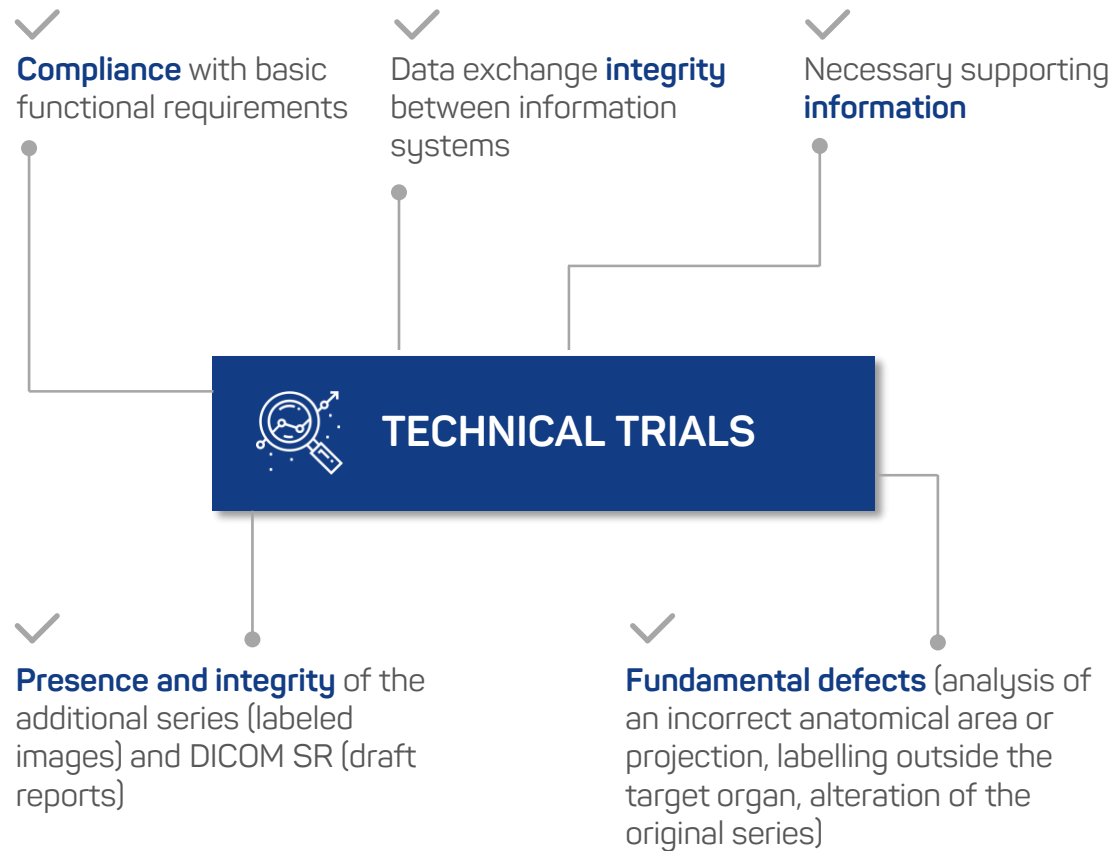 Compliance with basic
functional requirements
Data exchange integrity
between information
systems
Necessary supporting
information
TECHNICAL TRIALS
Presence and integrity of the
additional series (labeled
images) and DICOM SR (draft
reports)
Fundamental defects (analysis of
an incorrect anatomical area or
projection, labelling outside the
target organ, alteration of the
original series)